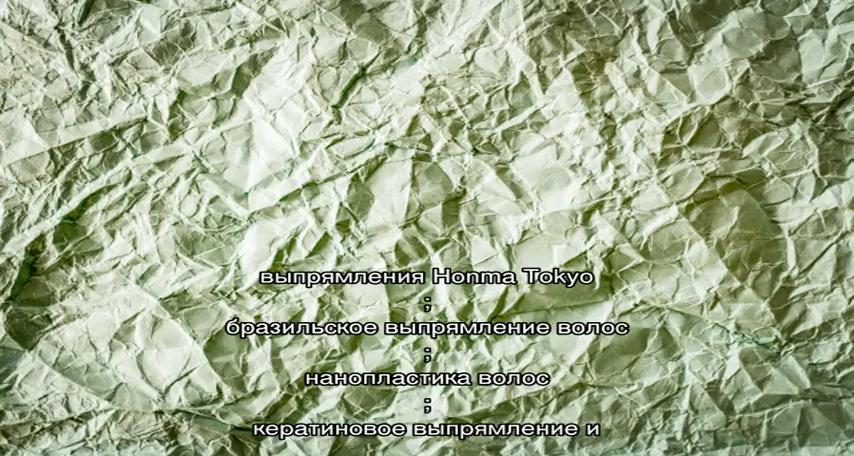 выпрямления Honma Tokyo
;
бразильское выпрямление волос
;
нанопластика волос
;
кератиновое выпрямление и